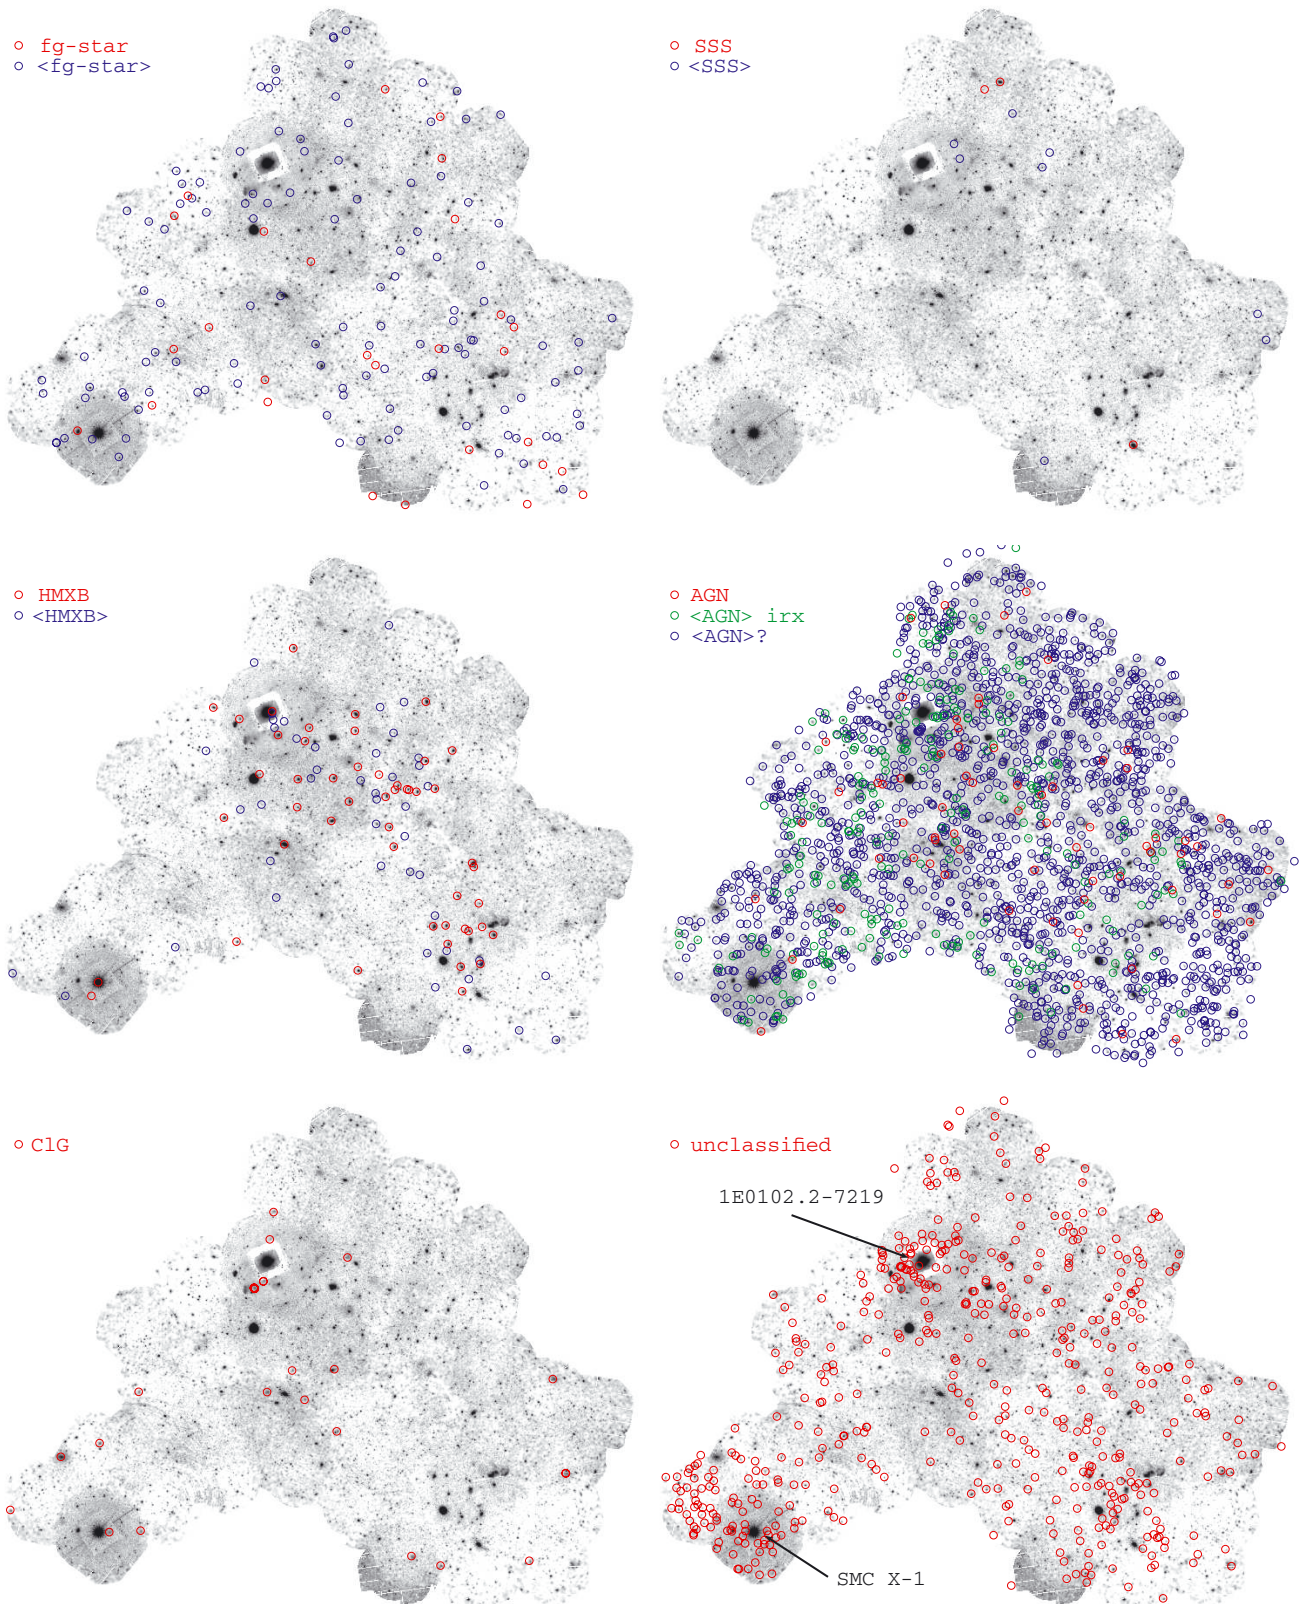 fg-star
<fg-star>
SSS
<SSS>
HMXB
<HMXB>
AGN
<AGN> irx
<AGN>?
ClG
unclassified
1E0102.2-7219
SMC X-1